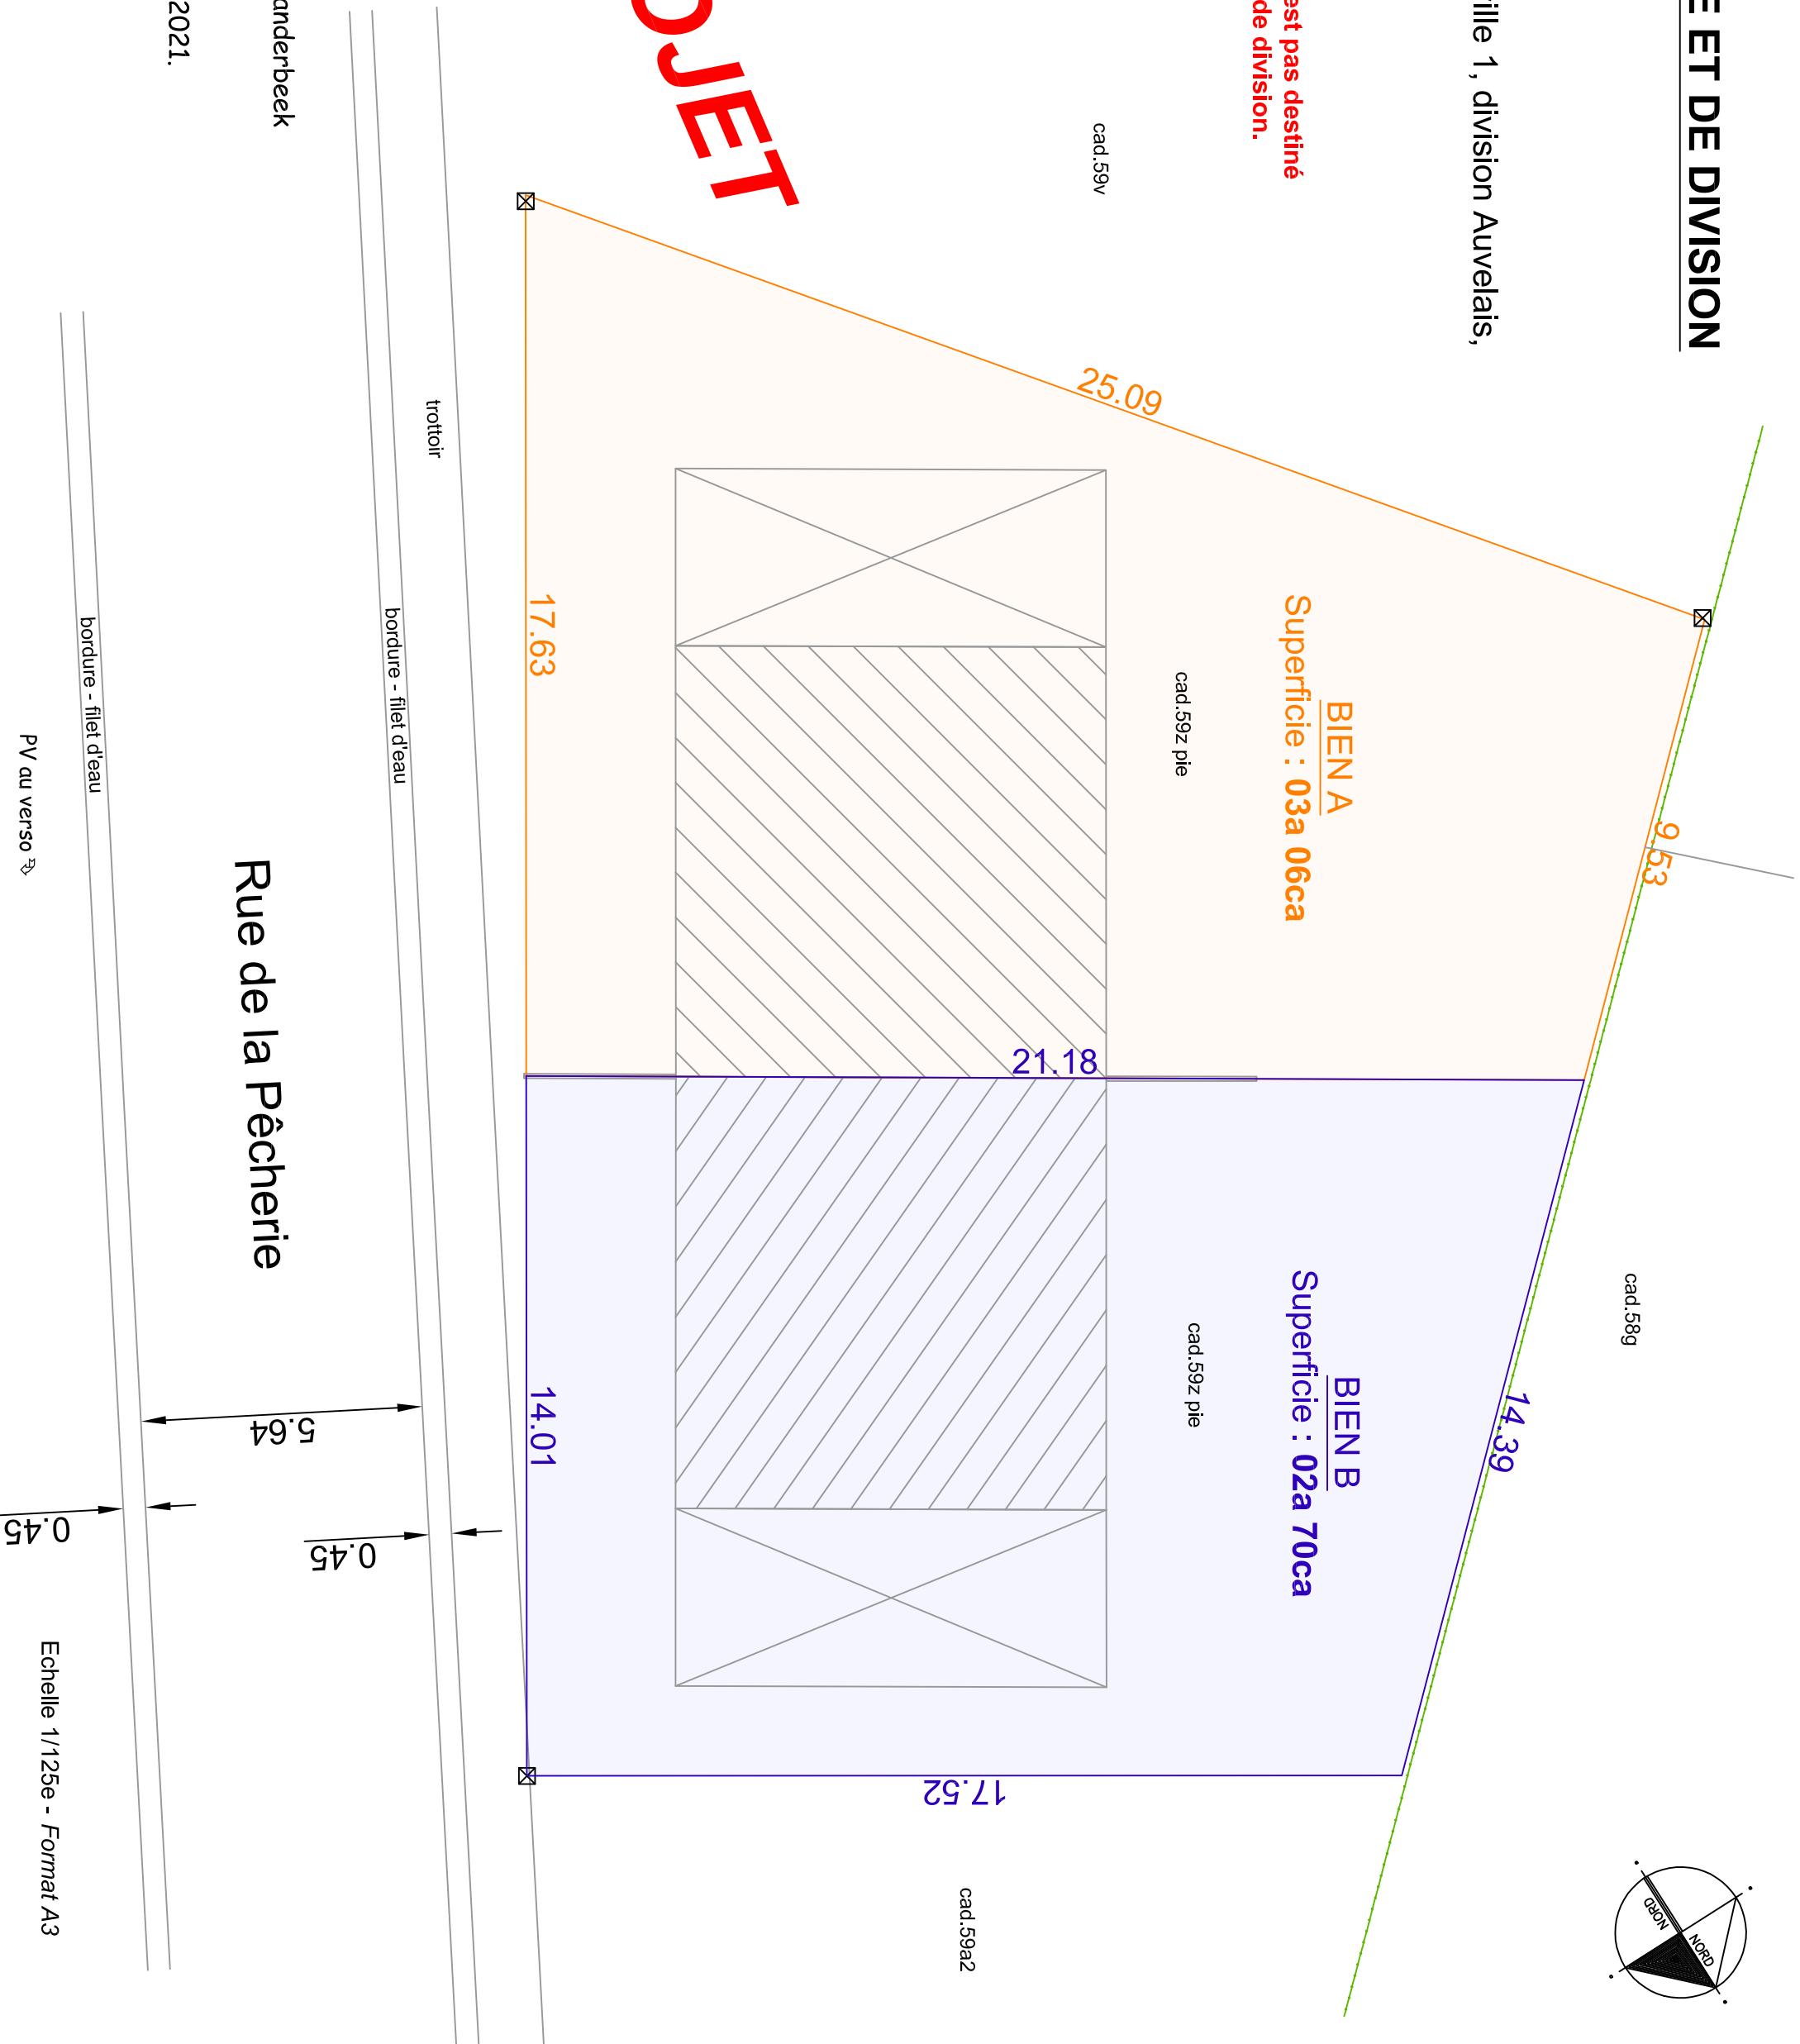 E ET DE DIVISION
ille 1, division Auvelais,
est pas destiné
de division.
OJET
anderbeek
2021.
cad.59v
25.09
17.63
BIEN A
Superficie : 03a 06ca
cad.59z pie
9.53
21.18
BIEN B
Superficie : 02a 70ca
cad.59z pie
14.39
14.01
17.52
cad.58g
cad.59a2
trottoir
bordure - filet d'eau
Rue de la Pêcherie
bordure - filet d'eau
5.64
0.45
0.45
PV au verso
Echelle 1/125e - Format A3
NORD
NORD